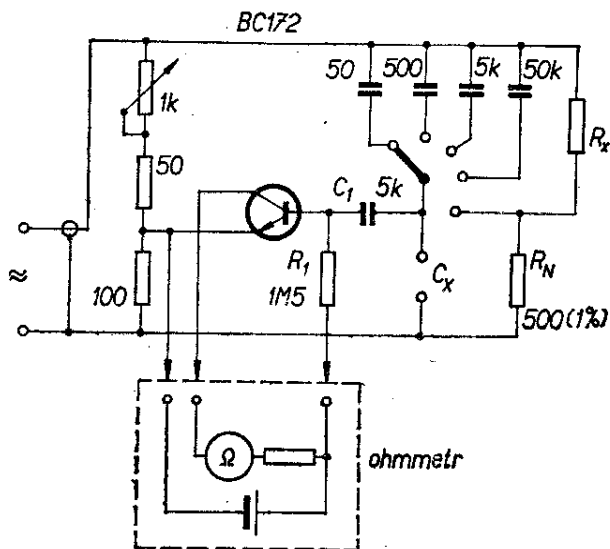 BC172
50
500
5k
50k
1k
Rx
50
C1
5k
R1
1M5
Cx
RN
100
500(1%)
≈
Ω
ohmmetr